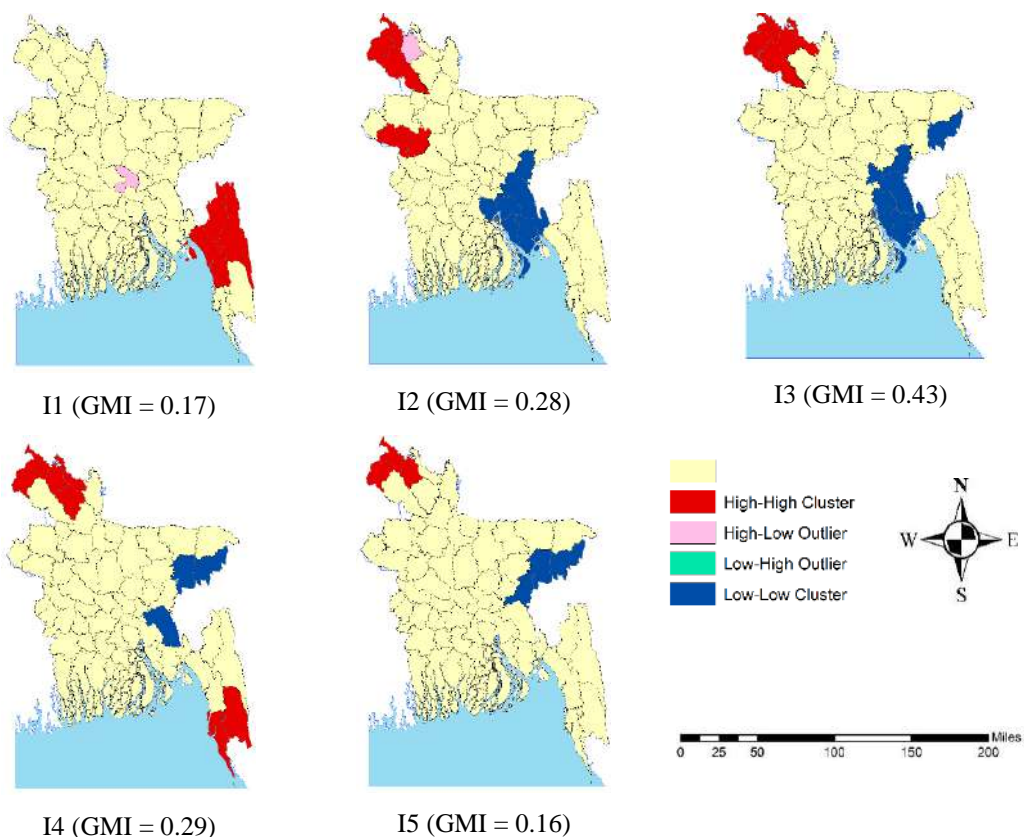 I1 (GMI = 0.17)
I2 (GMI = 0.28)
I3 (GMI = 0.43)
High-High Cluster
High-Low Outlier
Low-High Outlier
Low-Low Cluster
N
W E
S
Miles
0 25 50 100 150 200
I4 (GMI = 0.29)
I5 (GMI = 0.16)